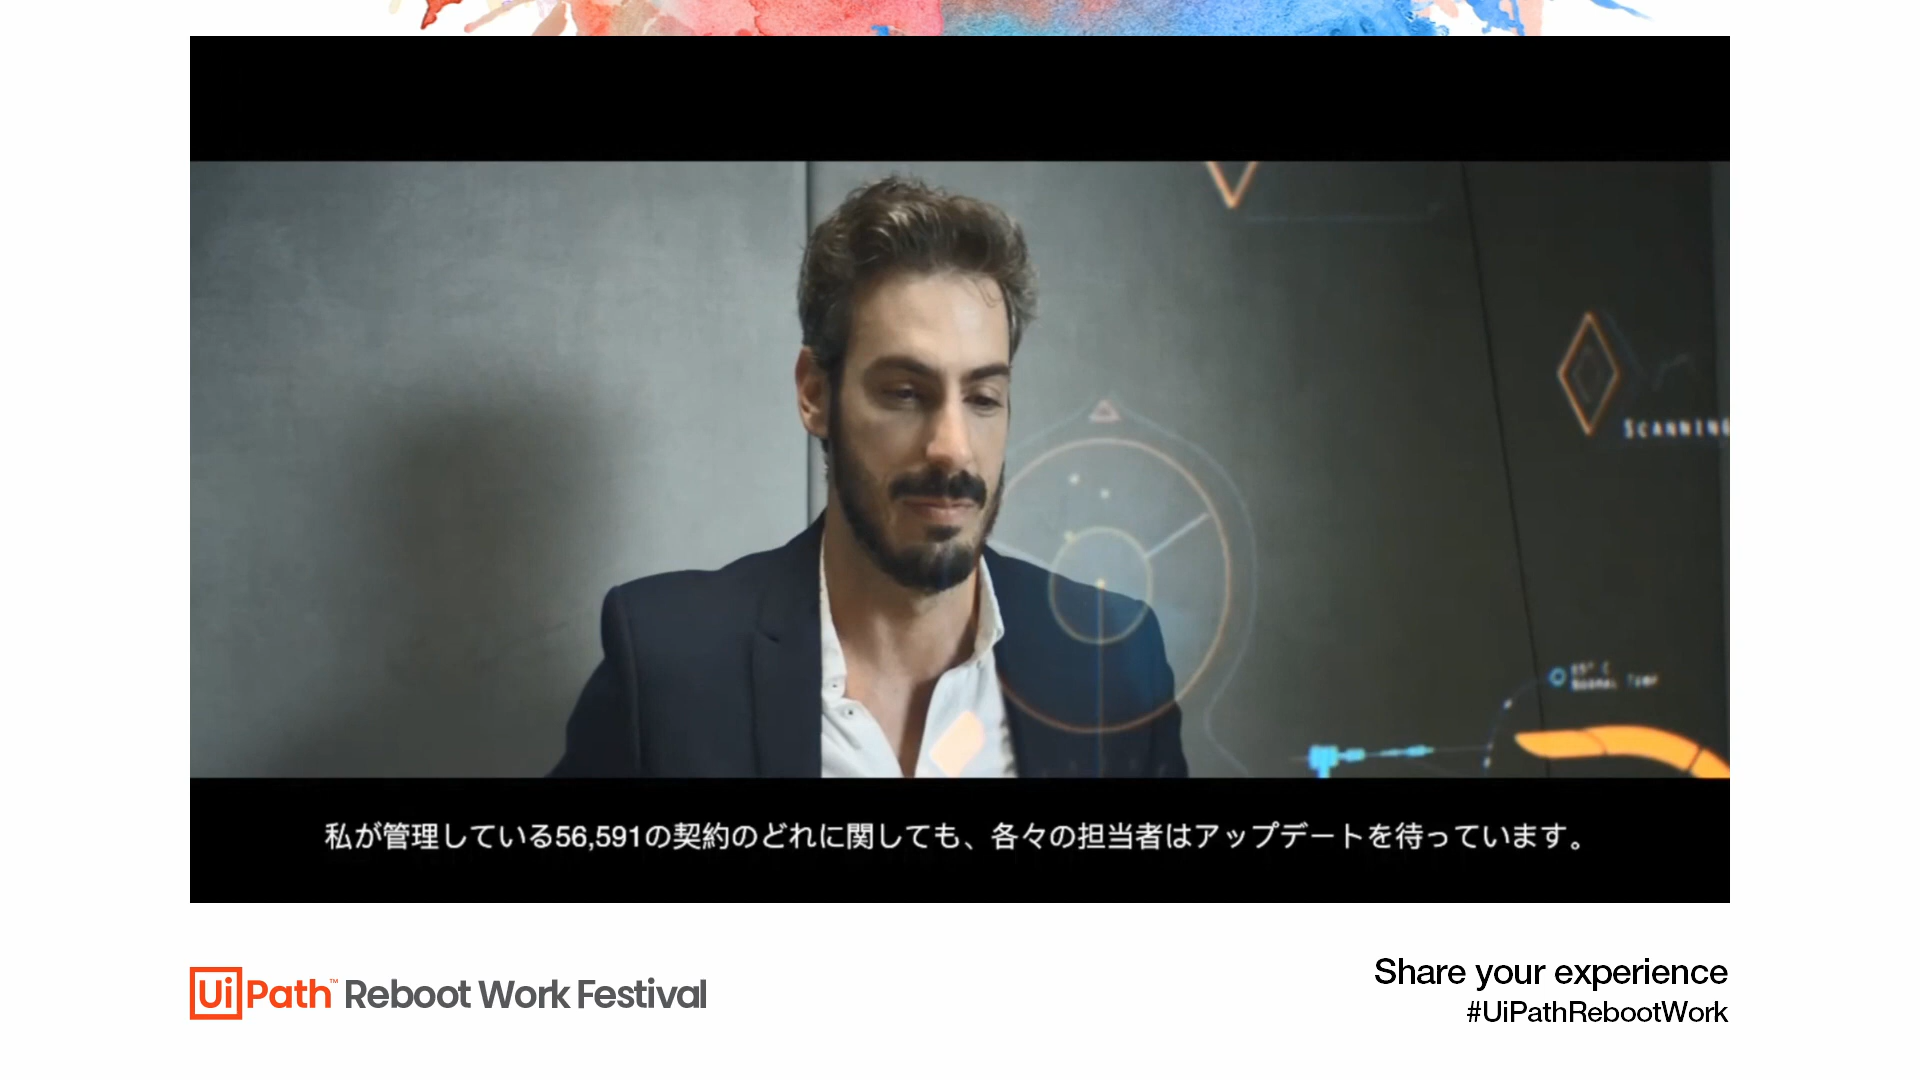 SCANNING
私が管理している56,591の契約のどれに関しても、各々の担当者はアップデートを待っています。
UiPath™ Reboot Work Festival
Share your experience
#UiPathRebootWork